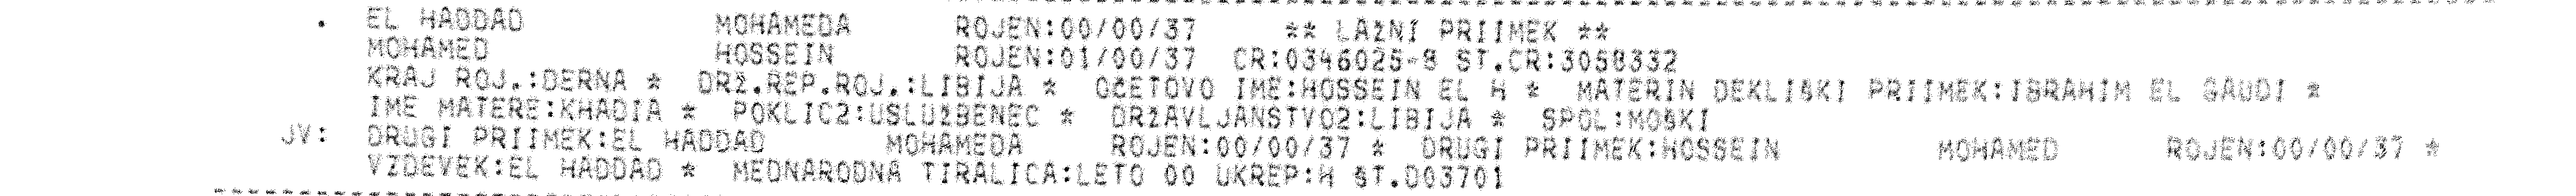 . EL HADDAD MOHAMEDA ROJEN:00/00/37 ** LAŽNI PRIIMEK **
MOHAMED HOSSEIN ROJEN:01/00/37 CR:0346025-8 ST.CR:3058332
KRAJ ROJ.:DERNA * DRŽ.REP.ROJ.:LIBIJA * OČETOVO IME:HOSSEIN EL H * MATERIN DEKLIŠKI PRIIMEK:IBRAHIM EL GAUDI *
IME MATERE:KHADIA * POKLIC2:USLUŽBENEC * DRŽAVLJANSTVO2:LIBIJA * SPOL:MOŠKI
JV: DRUGI PRIIMEK:EL HADDAD MOHAMEDA ROJEN:00/00/37 * DRUGI PRIIMEK:HOSSEIN MOHAMED ROJEN:00/00/37 *
VZDEVEK:EL HADDAD * MEDNARODNA TIRALICA:LETO 00 UKREP:H ŠT.D03701